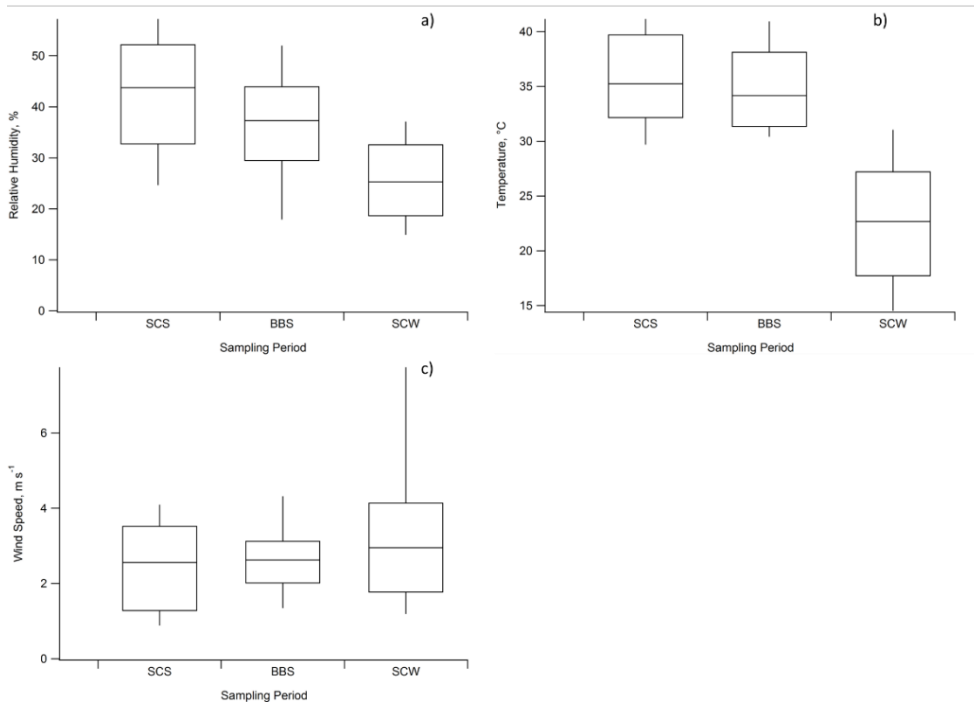 a)
Relative Humidity, %
50
40
30
20
10
0
SCS BBS SCW
Sampling Period
b)
Temperature, °C
40
35
30
25
20
15
SCS BBS SCW
Sampling Period
c)
Wind Speed, m s⁻¹
6
4
2
0
SCS BBS SCW
Sampling Period